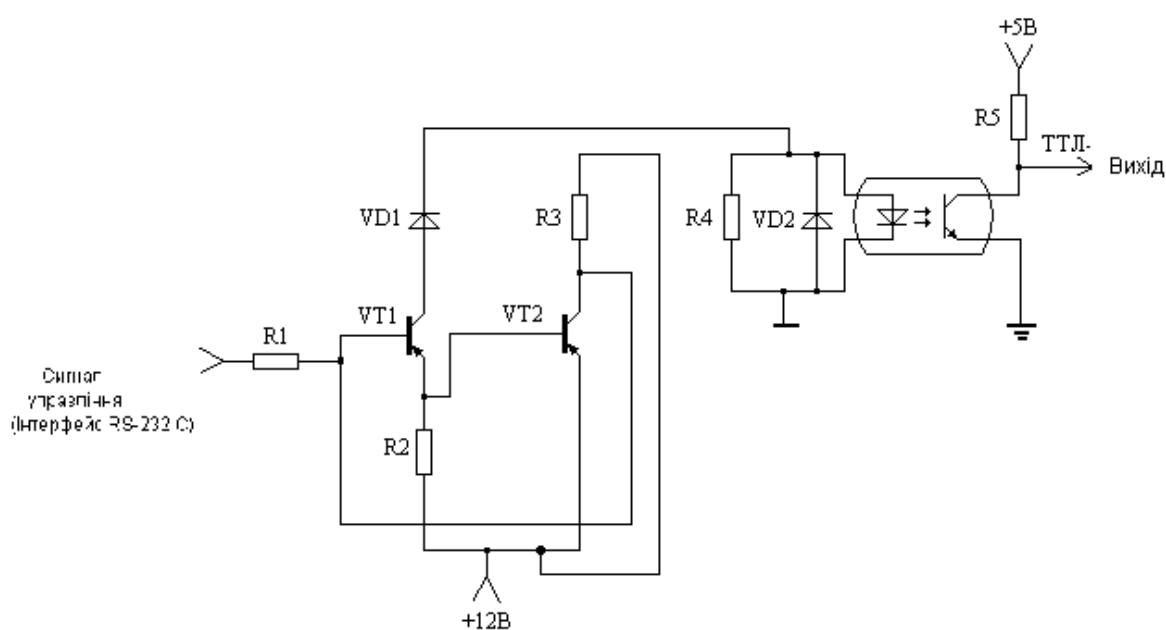 +5В
R5
ТТЛ-
Вихід
VD1
R3
R4
VD2
VT1
VT2
R1
Сигнал
управління
(Інтерфейс RS-232 C)
R2
+12В